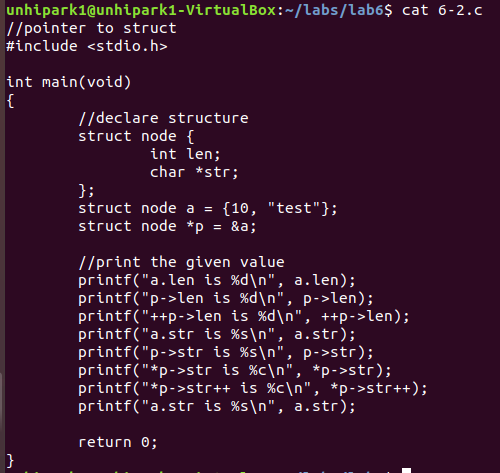 unhipark1@unhipark1-VirtualBox:~/labs/lab6$ cat 6-2.c
//pointer to struct
#include <stdio.h>

int main(void)
{
        //declare structure
        struct node {
                int len;
                char *str;
        };
        struct node a = {10, "test"};
        struct node *p = &a;

        //print the given value
        printf("a.len is %d\n", a.len);
        printf("p->len is %d\n", p->len);
        printf("++p->len is %d\n", ++p->len);
        printf("a.str is %s\n", a.str);
        printf("p->str is %s\n", p->str);
        printf("*p->str is %c\n", *p->str);
        printf("*p->str++ is %c\n", *p->str++);
        printf("a.str is %s\n", a.str);

        return 0;
}